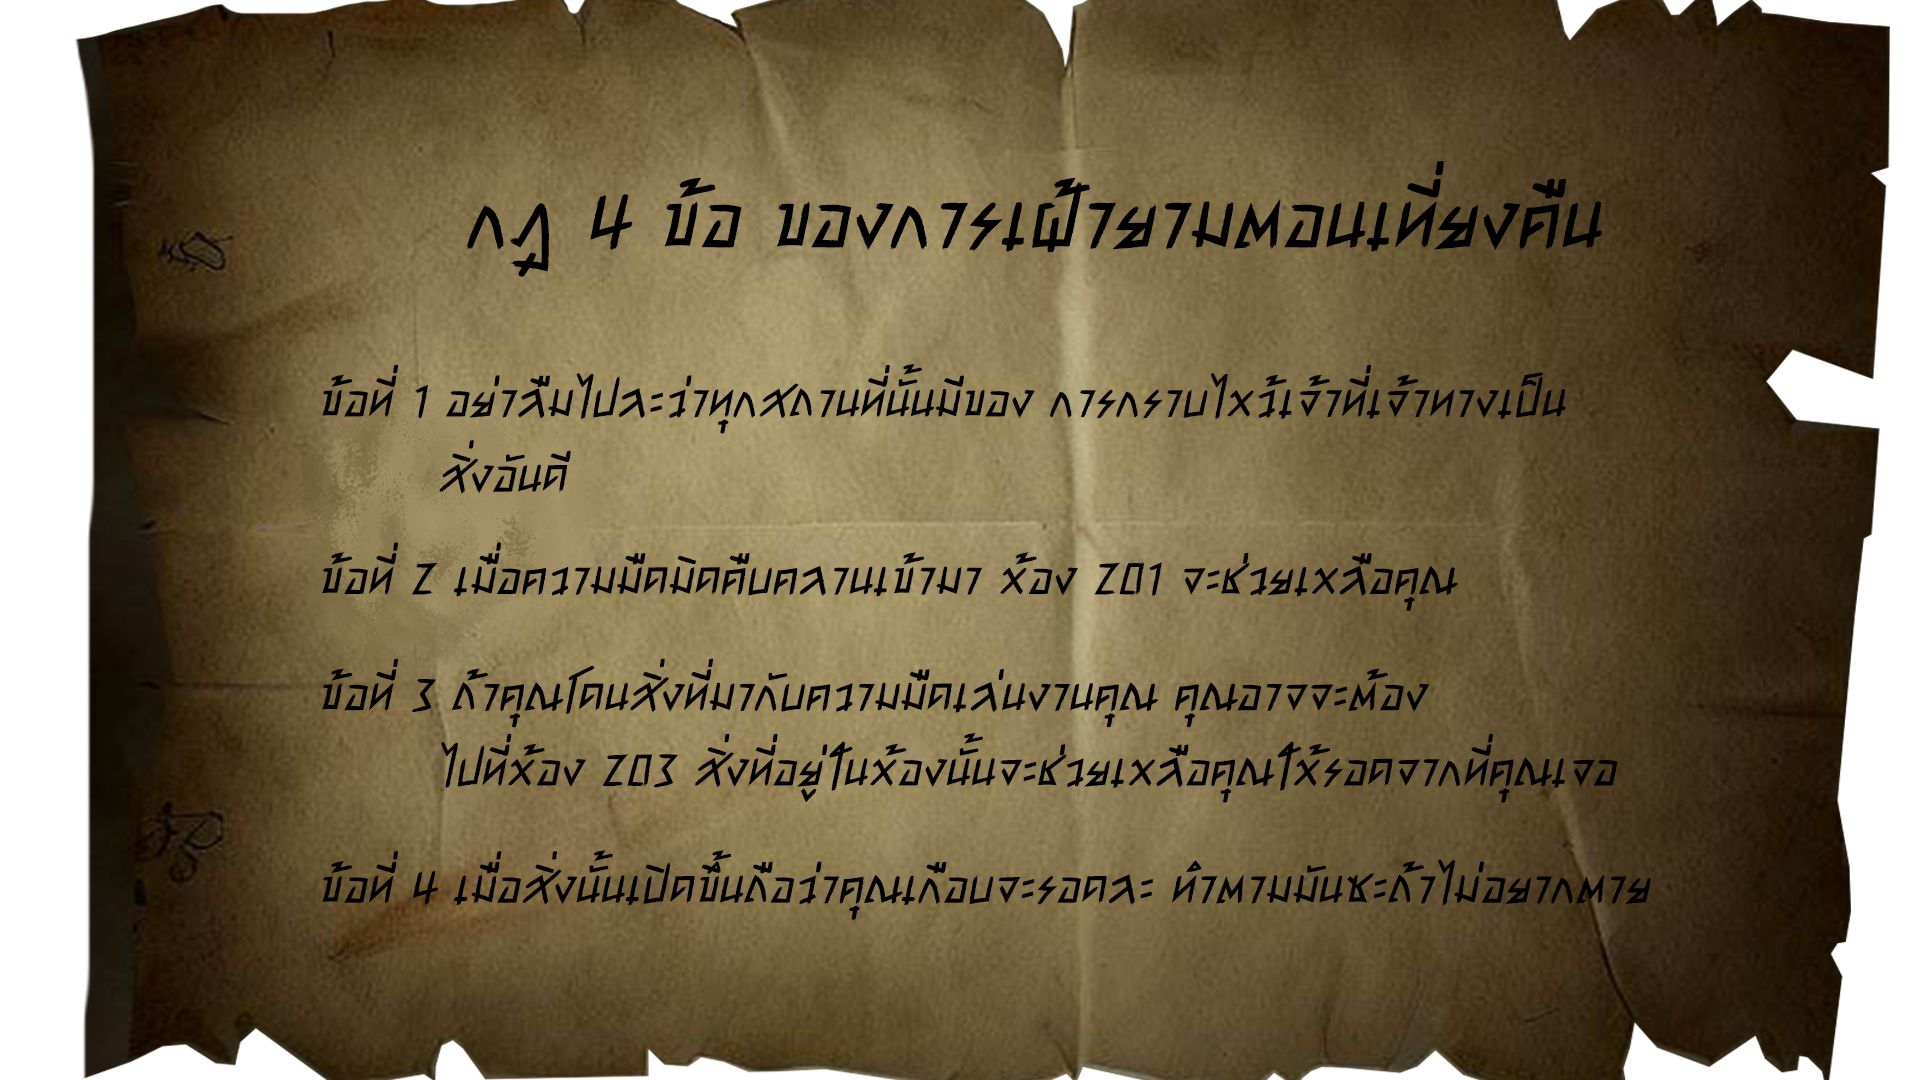 กฎ 4 ข้อ ของการเฝ้ายามตอนเที่ยงคืน
ข้อที่ 1 อย่าลืมไปละว่าทุกสถานที่นั้นมีของ การกราบไหว้เจ้าที่เจ้าทางเป็น
สิ่งอันดี
ข้อที่ 2 เมื่อความมืดมิดคืบคลานเข้ามา ห้อง 201 จะช่วยเหลือคุณ
ข้อที่ 3 ถ้าคุณโดนสิ่งที่มากับความมืดเล่นงานคุณ คุณอาจจะต้อง
ไปที่ห้อง 203 สิ่งที่อยู่ในห้องนั้นจะช่วยเหลือคุณให้รอดจากที่คุณเจอ
ข้อที่ 4 เมื่อสิ่งนั้นเปิดขึ้นถือว่าคุณเกือบจะรอดละ ทำตามมันซะถ้าไม่อยากตาย